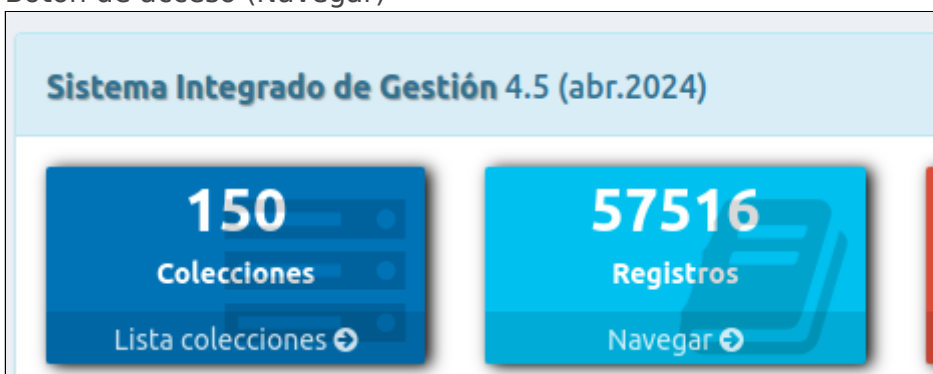 Botón de acceso (Navegar)
Sistema Integrado de Gestión 4.5 (abr.2024)
150
Colecciones
Lista colecciones
57516
Registros
Navegar